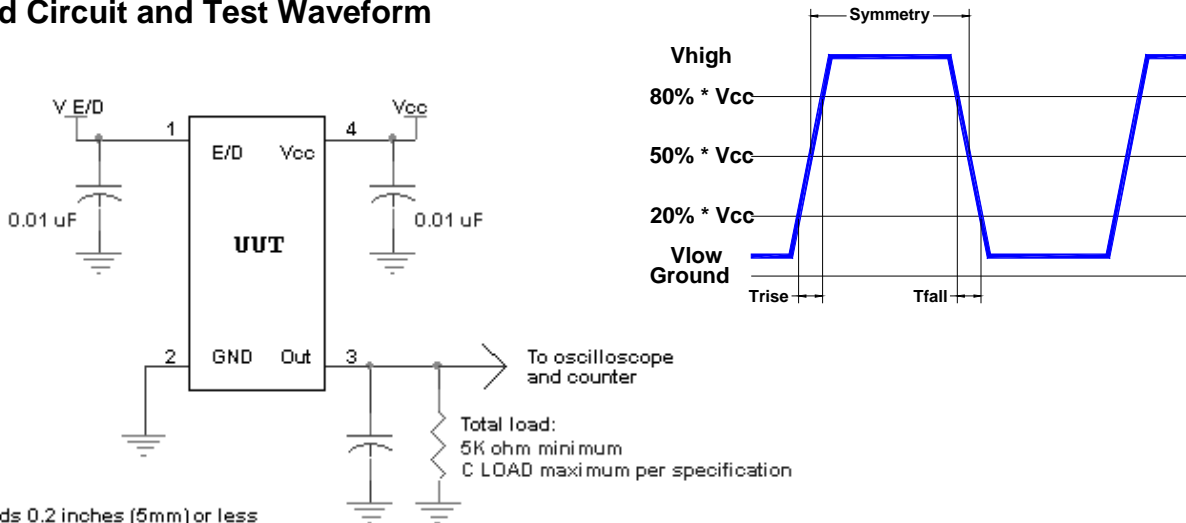 d Circuit and Test Waveform
V E/D
Vcc
1
4
E/D
Vcc
0.01 uF
0.01 uF
UUT
2
GND
Out
3
To oscilloscope
and counter
Total load:
5K ohm minimum
C LOAD maximum per specification
ds 0.2 inches (5mm) or less
Symmetry
Vhigh
80% * Vcc
50% * Vcc
20% * Vcc
Vlow
Ground
Trise
Tfall